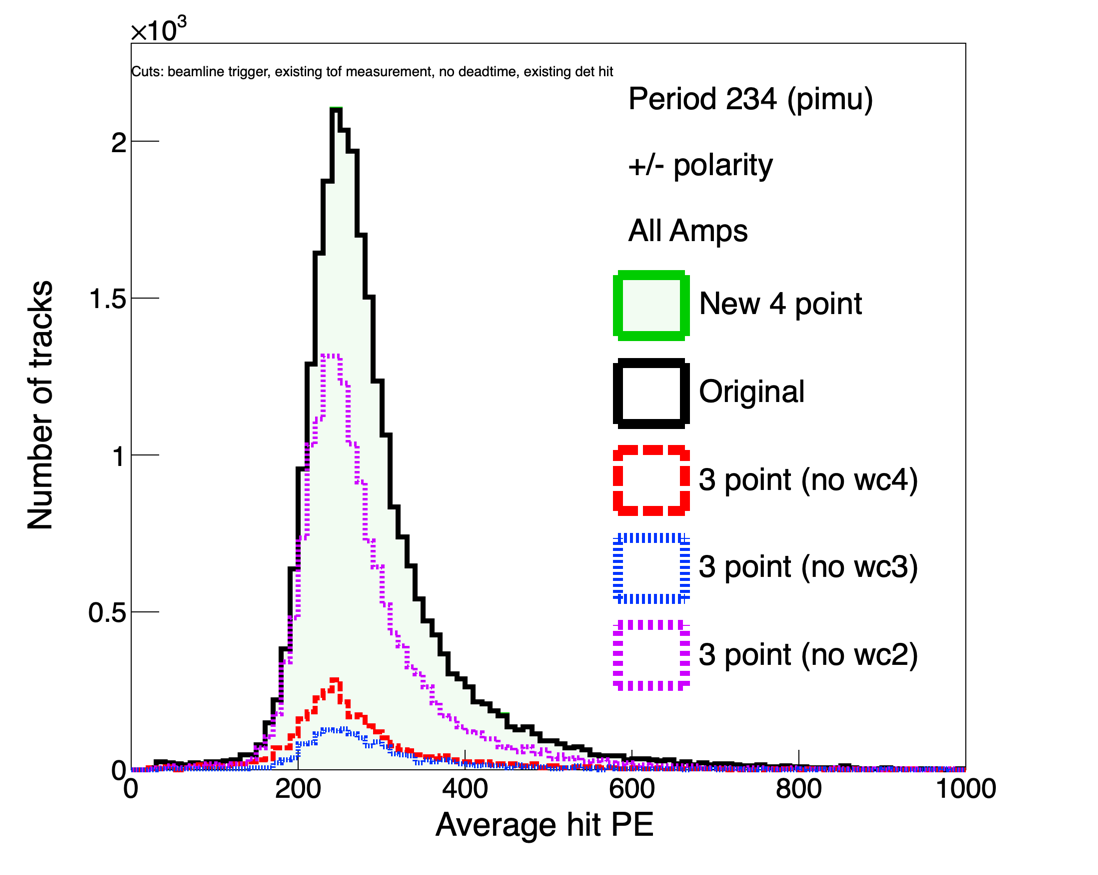 ×10³
Cuts: beamline trigger, existing tof measurement, no deadtime, existing det hit
Period 234 (pimu)
+/- polarity
All Amps
New 4 point
Original
3 point (no wc4)
3 point (no wc3)
3 point (no wc2)
2
1.5
1
0.5
0
Number of tracks
0 200 400 600 800 1000
Average hit PE